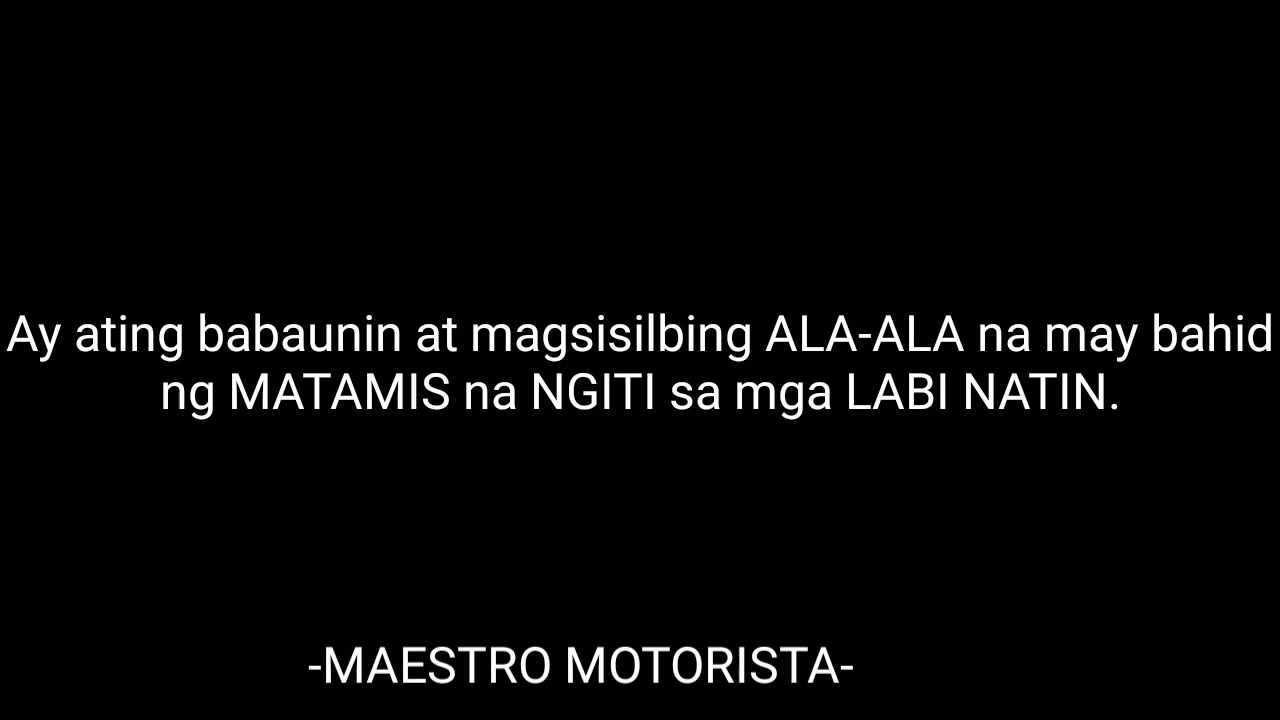 Ay ating babaunin at magsisilbing ALA-ALA na may bahid
ng MATAMIS na NGITI sa mga LABI NATIN.
-MAESTRO MOTORISTA-